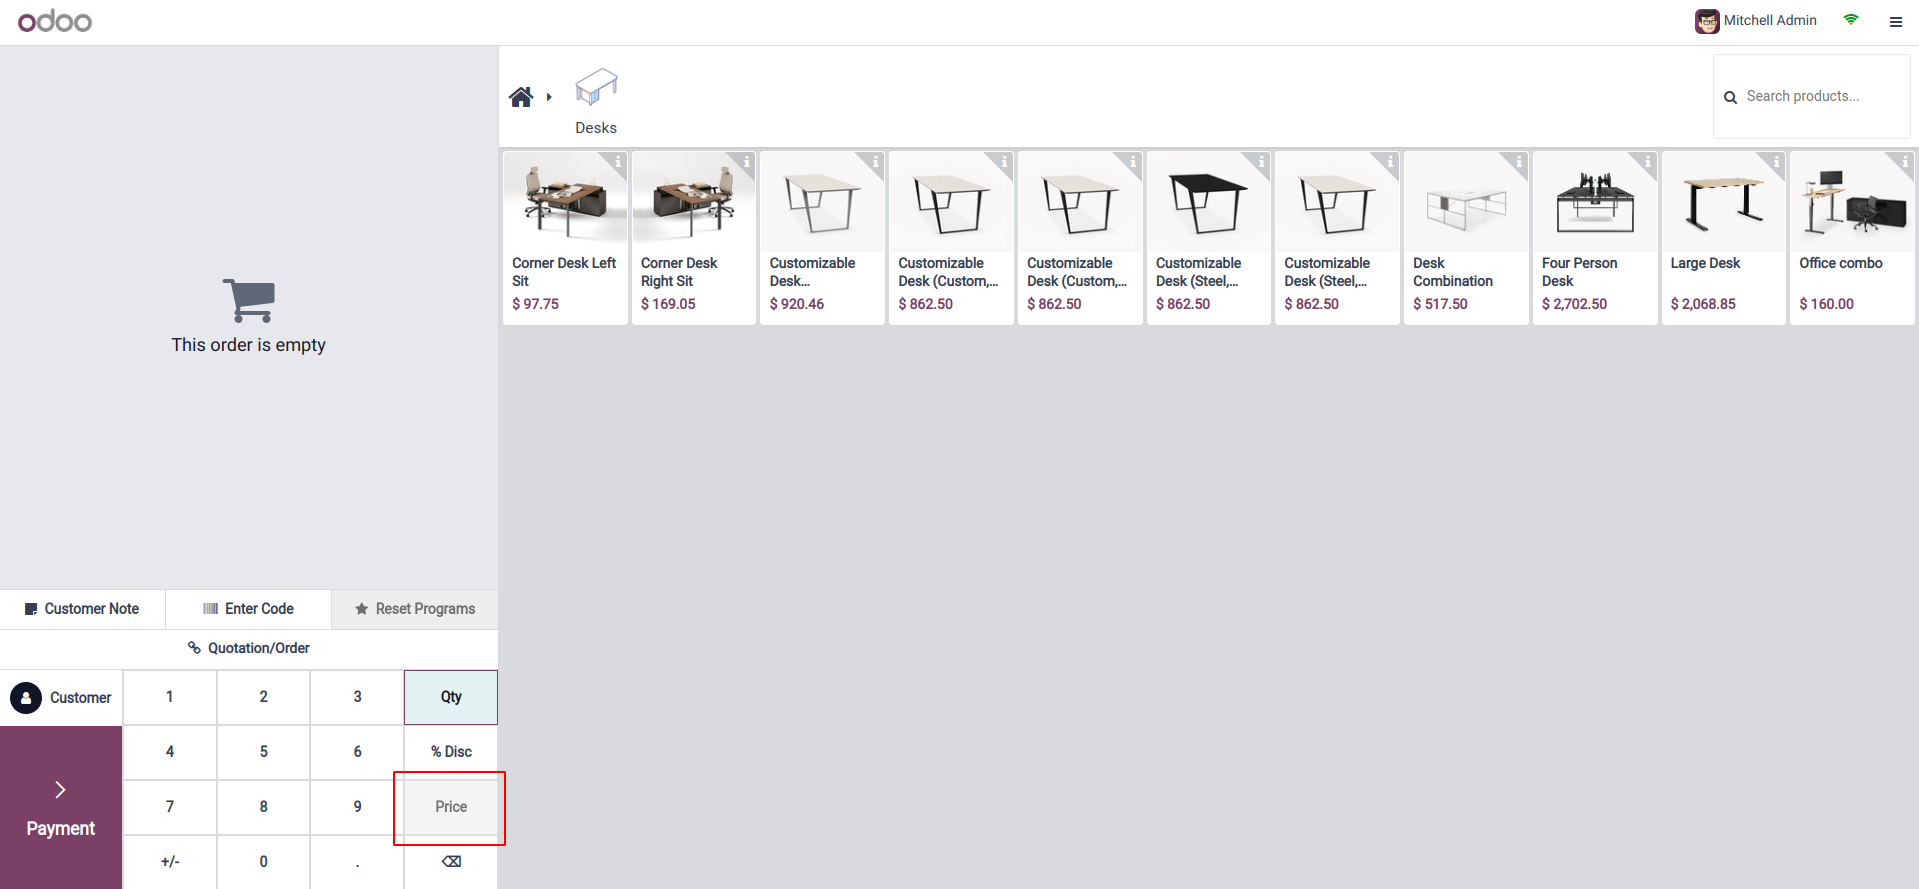 odoo
Mitchell Admin
Desks
Search products...
Corner Desk Left
Sit
$ 97.75
Corner Desk
Right Sit
$ 169.05
Customizable
Desk...
$ 920.46
Customizable
Desk (Custom,...
$ 862.50
Customizable
Desk (Custom,...
$ 862.50
Customizable
Desk (Steel,...
$ 862.50
Customizable
Desk (Steel,...
$ 862.50
Desk
Combination
$ 517.50
Four Person
Desk
$ 2,702.50
Large Desk
$ 2,068.85
Office combo
$ 160.00
This order is empty
Customer Note
Enter Code
Reset Programs
Quotation/Order
Customer
1 2 3 Qty
4 5 6 % Disc
7 8 9 Price
Payment
+/- 0 .